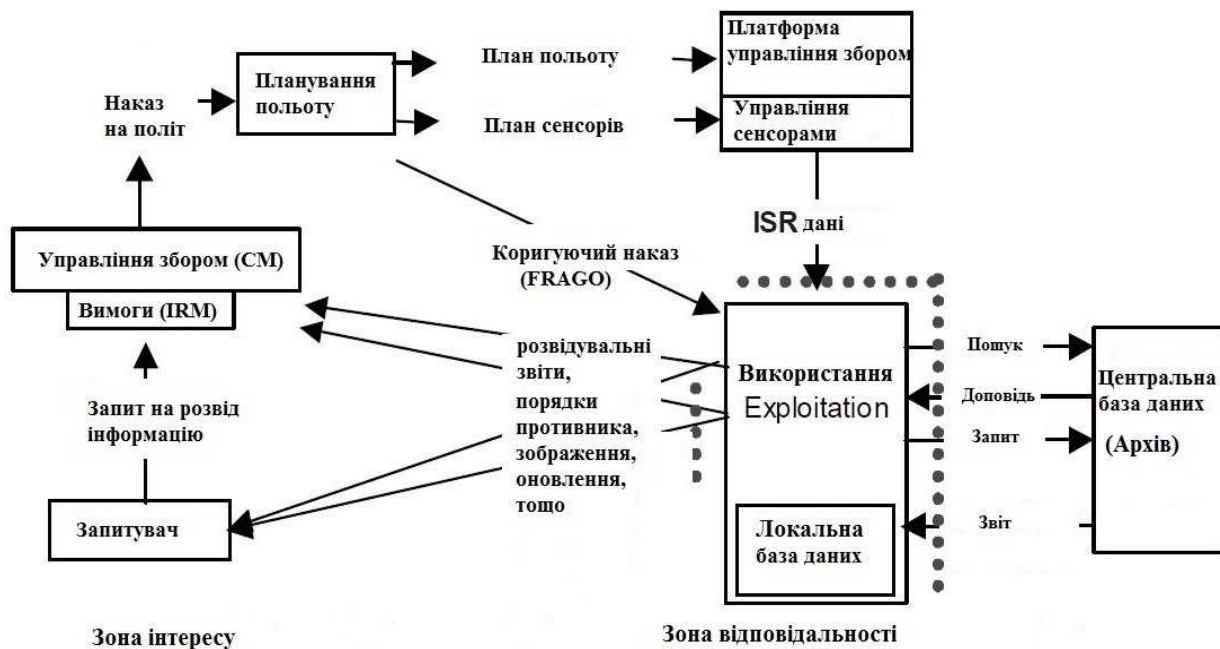 Наказ
на політ
Планування
польоту
План польоту
План сенсорів
Платформа
управління збором
Управління
сенсорами
ISR дані
Управління збором (СМ)
Вимоги (IRM)
Коригуючий наказ
(FRAGO)
Запит на розвід
інформацію
Запитувач
розвідувальні
звіти,
порядки
противника,
зображення,
оновлення,
тощо
Використання
Exploitation
Локальна
база даних
Пошук
Доповідь
Запит
Звіт
Центральна
база даних
(Архів)
Зона інтересу
Зона відповідальності